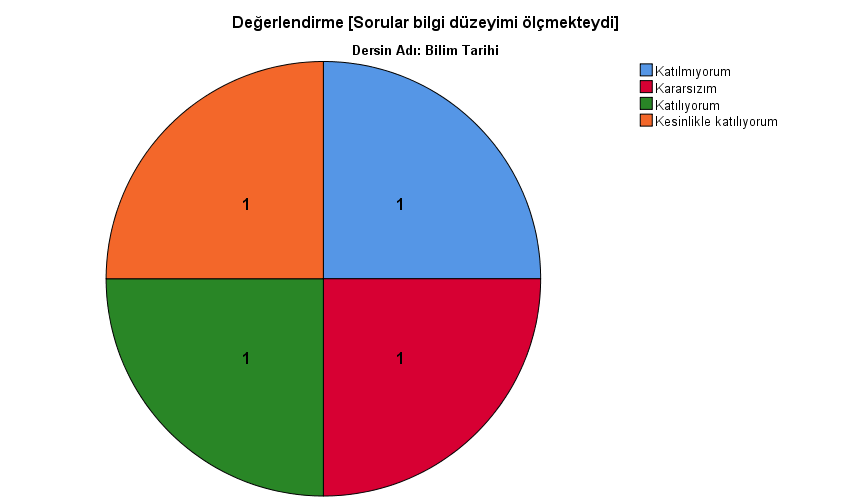 Değerlendirme [Sorular bilgi düzeyimi ölçmekteydi]
Dersin Adı: Bilim Tarihi
Katılmıyorum
Kararsızım
Katılıyorum
Kesinlikle katılıyorum
1 1
1 1